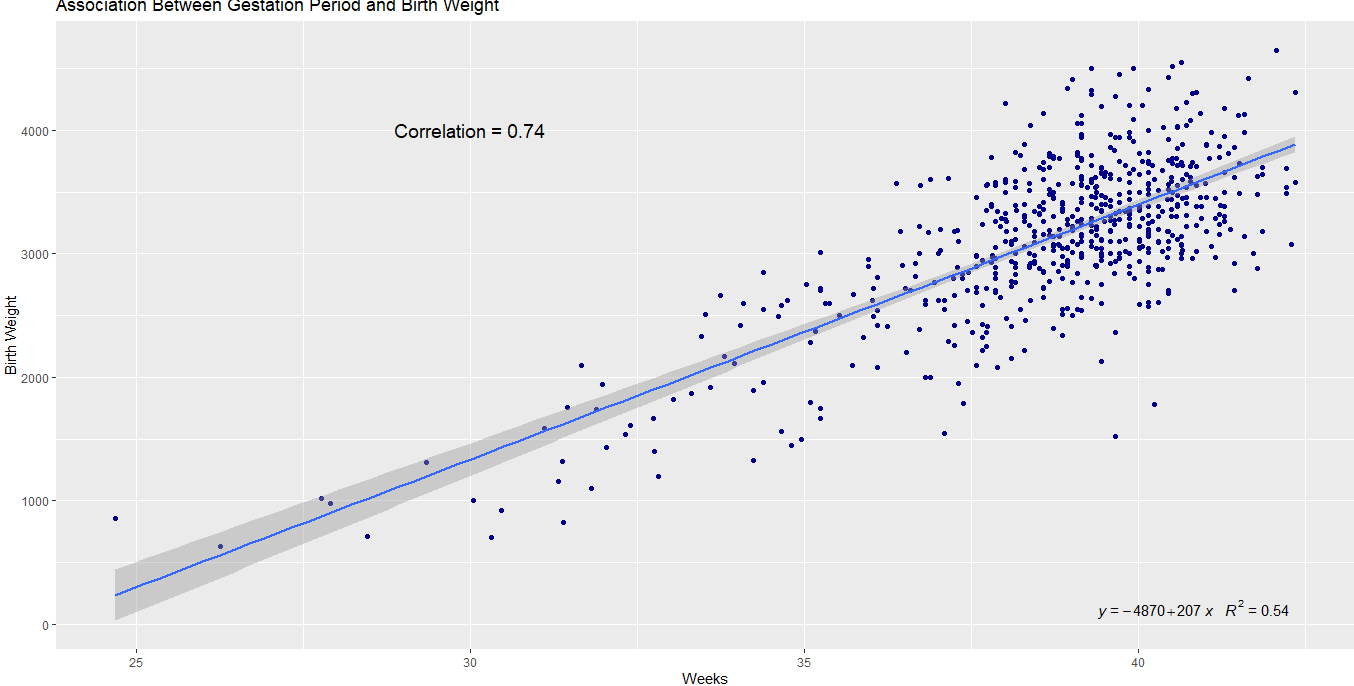 Association Between Gestation Period and Birth Weight
Correlation = 0.74
Birth Weight
4000
3000
2000
1000
0
y = −4870+207 x R² = 0.54
25 30 35 40
Weeks